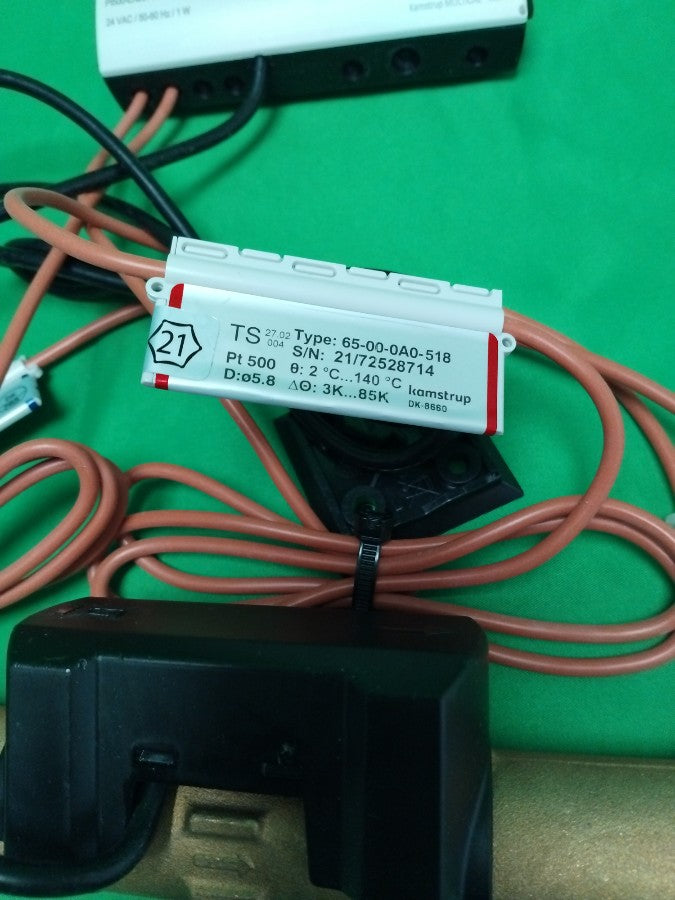 24 VAC / 50-60 Hz / 1 W
Kamstrup
21
TS 27.02
004
Type: 65-00-0A0-518
S/N: 21/72528714
Pt 500 θ: 2 °C...140 °C
D:ø5.8 ΔΘ: 3K...85K
kamstrup
DK-8660